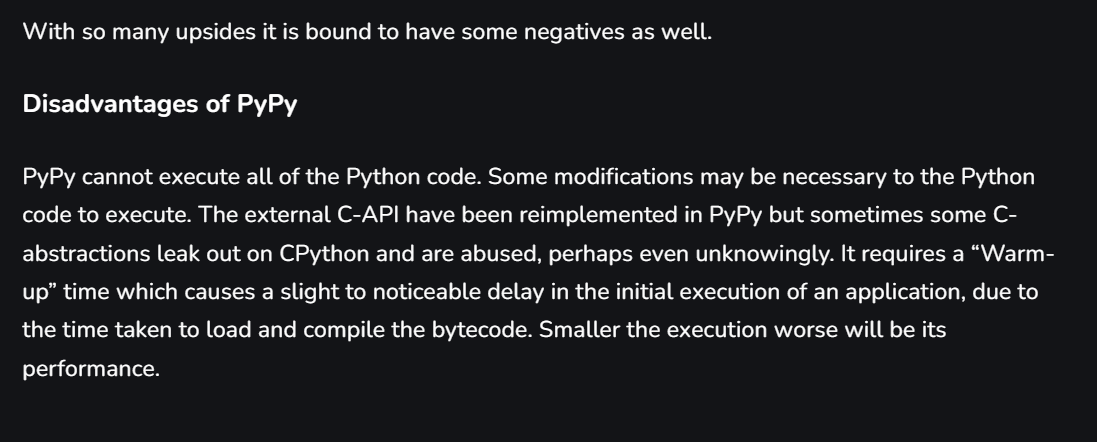 With so many upsides it is bound to have some negatives as well.
Disadvantages of PyPy
PyPy cannot execute all of the Python code. Some modifications may be necessary to the Python
code to execute. The external C-API have been reimplemented in PyPy but sometimes some C-
abstractions leak out on CPython and are abused, perhaps even unknowingly. It requires a “Warm-
up” time which causes a slight to noticeable delay in the initial execution of an application, due to
the time taken to load and compile the bytecode. Smaller the execution worse will be its
performance.